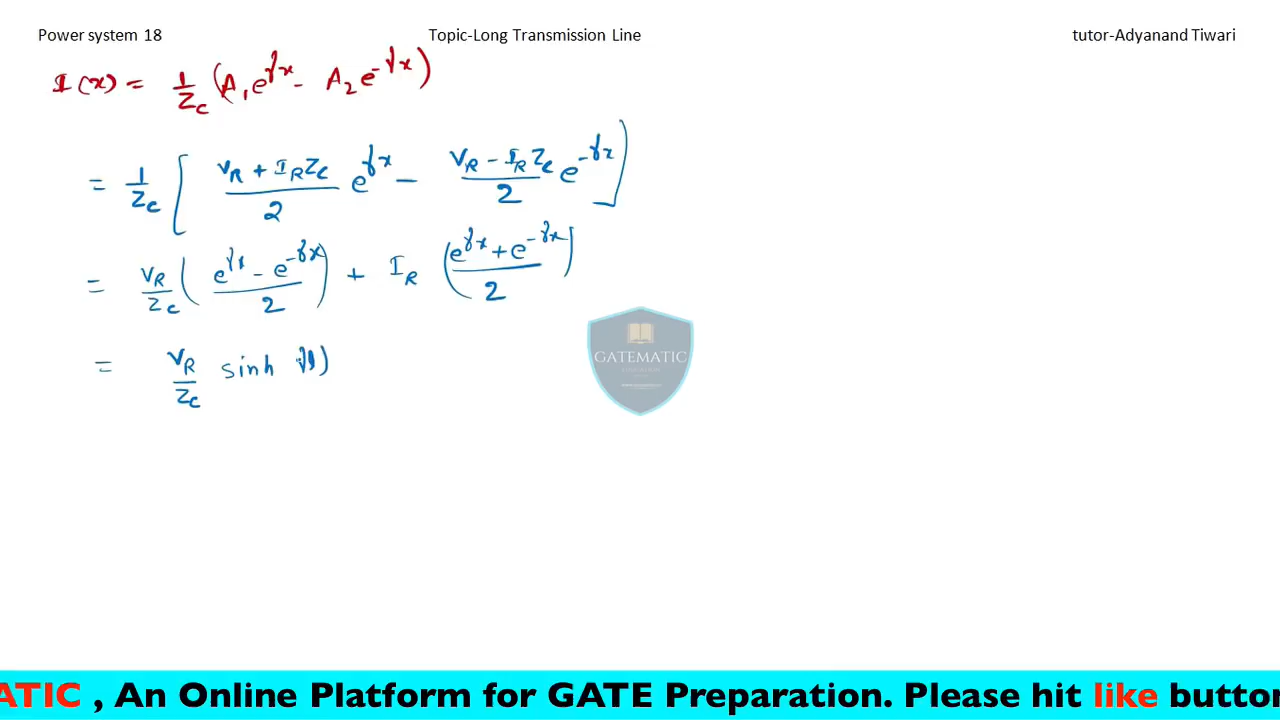 Power system 18 Topic-Long Transmission Line tutor-Adyanand Tiwari
I(x) = 1/Zc (A₁e^γx - A₂e^-γx)
= 1/Zc [ (VR + IRZc)/2 e^γx - (VR - IRZc)/2 e^-γx ]
= VR/Zc ( (e^γx - e^-γx)/2 ) + IR ( (e^γx + e^-γx)/2 )
= VR/Zc sinh
GATEMATIC
ATIC , An Online Platform for GATE Preparation. Please hit like button